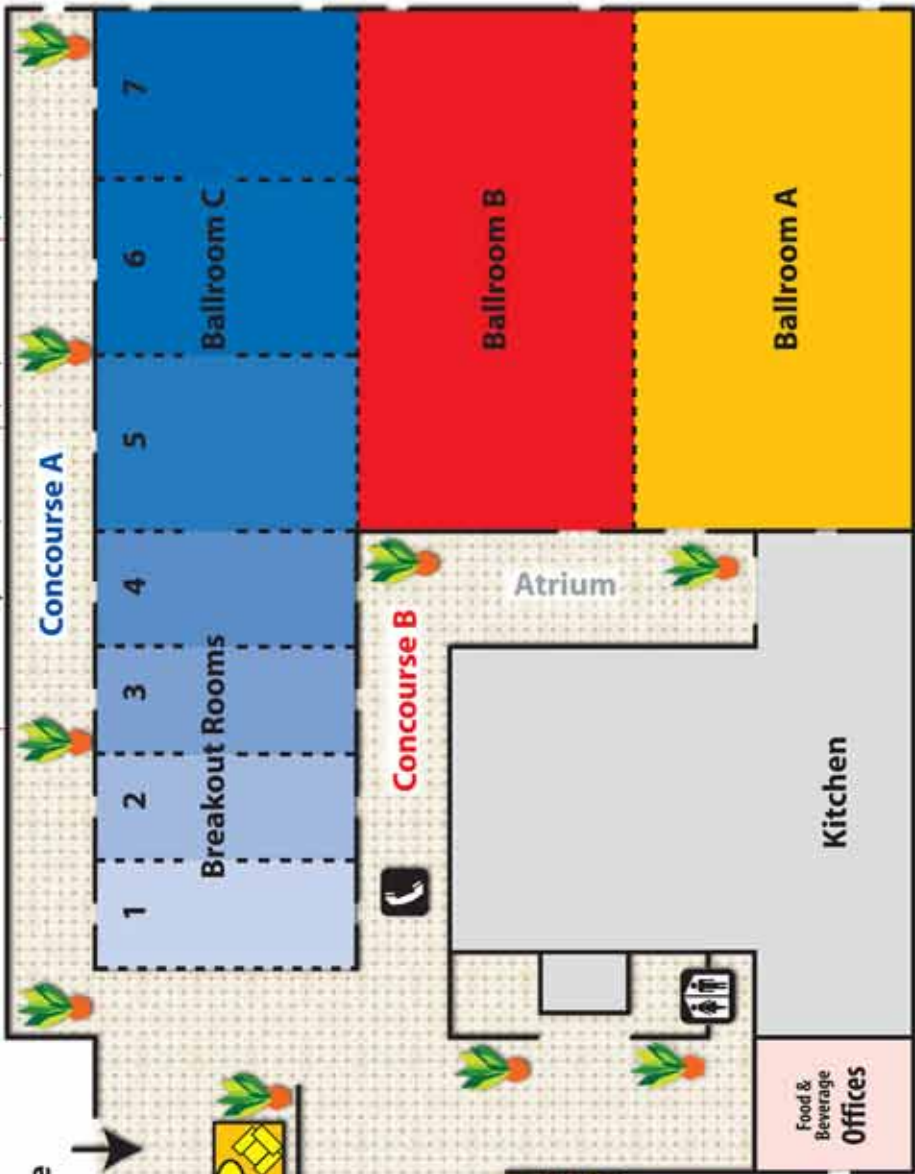 Concourse A
7
6
5
4
3
2
1
Ballroom C
Breakout Rooms
Concourse B
Ballroom B
Atrium
Ballroom A
Kitchen
Food &
Beverage
Offices